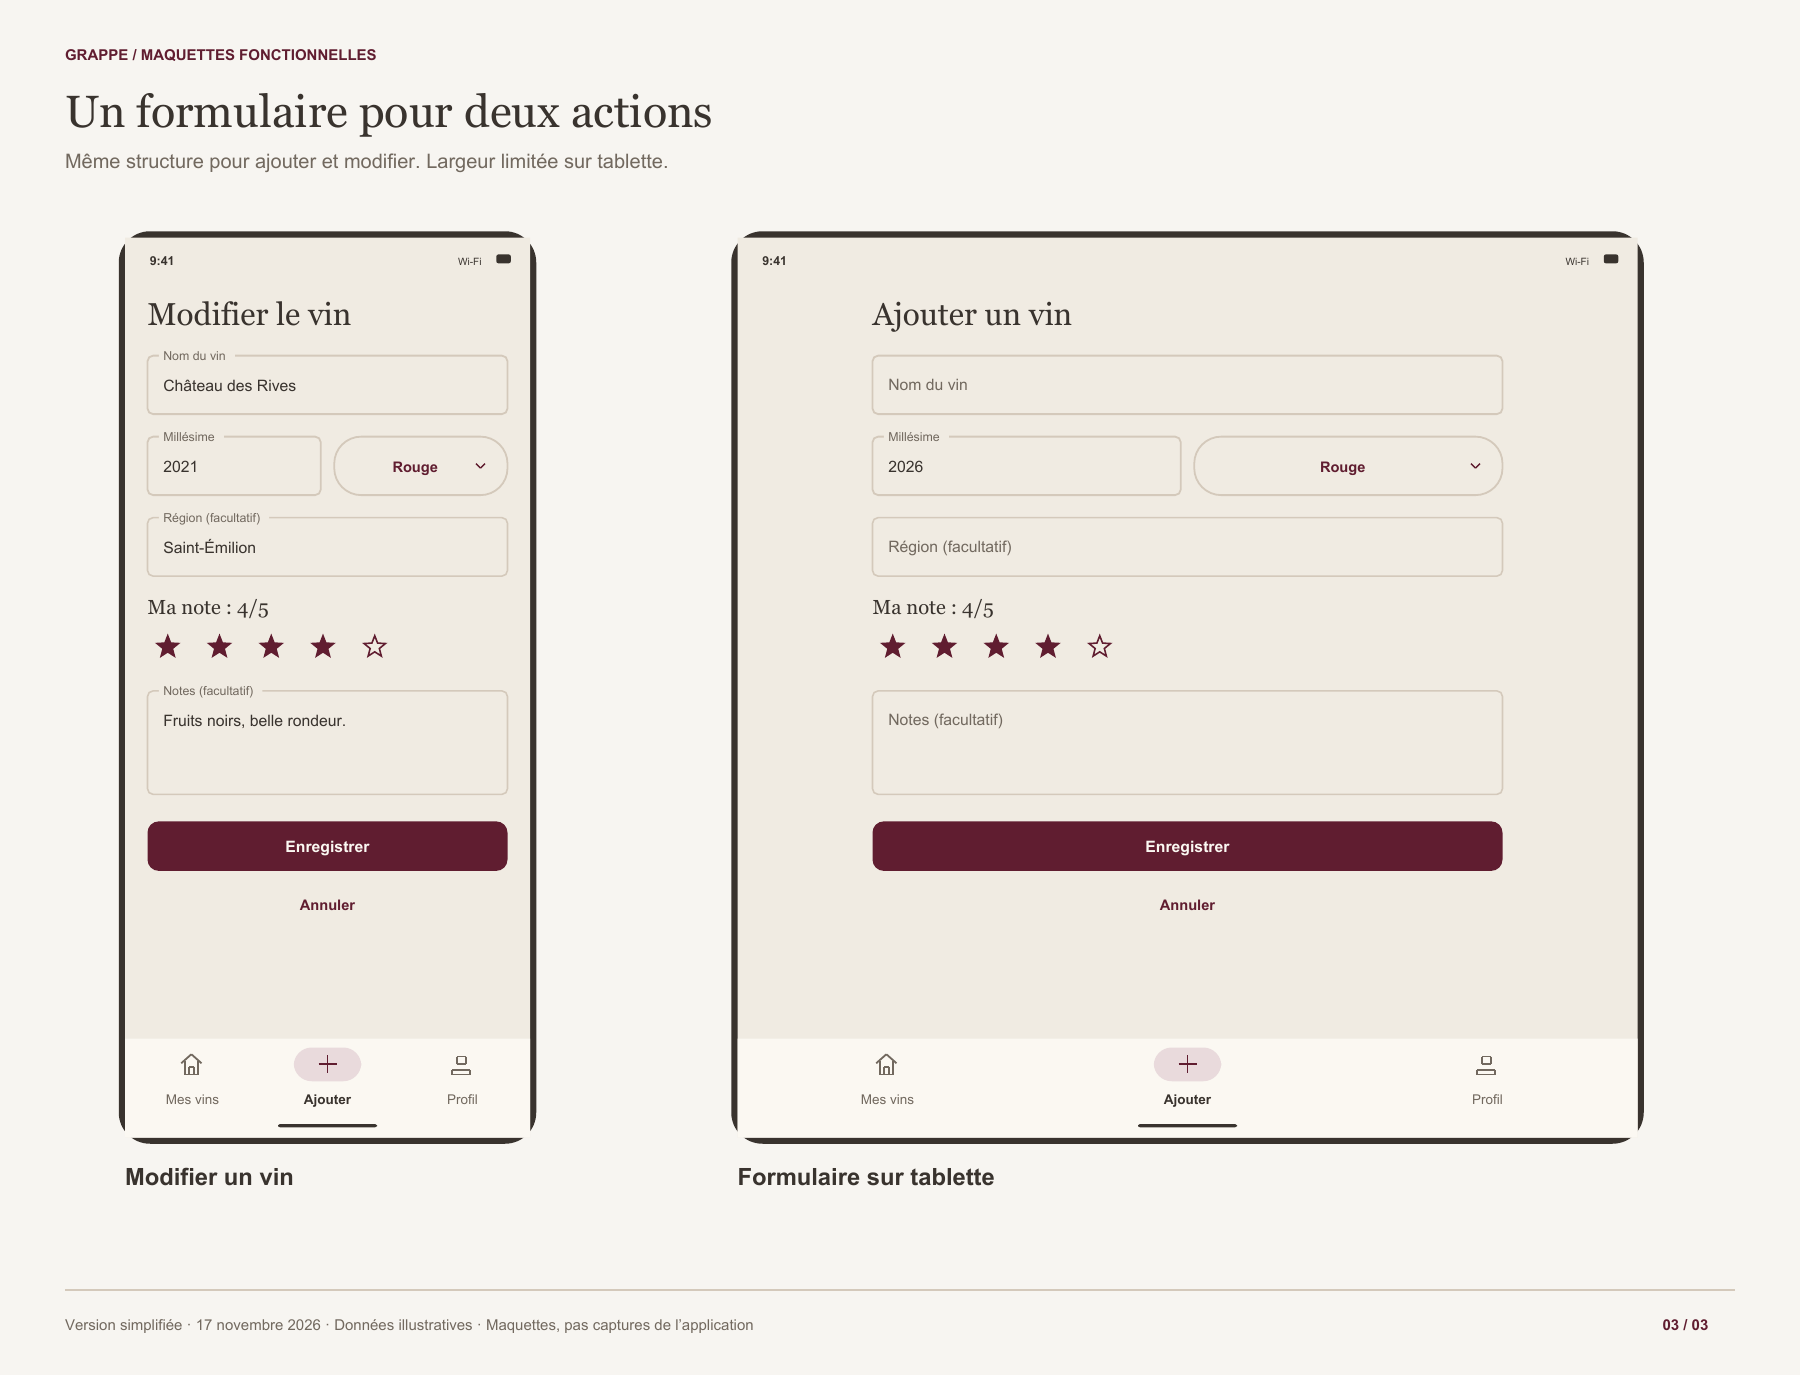 GRAPPE / MAQUETTES FONCTIONNELLES
Un formulaire pour deux actions
Même structure pour ajouter et modifier. Largeur limitée sur tablette.
9:41
Wi-Fi
Modifier le vin
Nom du vin
Château des Rives
Millésime
2021
Rouge
Région (facultatif)
Saint-Émilion
Ma note : 4/5
Notes (facultatif)
Fruits noirs, belle rondeur.
Enregistrer
Annuler
Mes vins
Ajouter
Profil
Modifier un vin
9:41
Wi-Fi
Ajouter un vin
Nom du vin
Millésime
2026
Rouge
Région (facultatif)
Ma note : 4/5
Notes (facultatif)
Enregistrer
Annuler
Mes vins
Ajouter
Profil
Formulaire sur tablette
Version simplifiée · 17 novembre 2026 · Données illustratives · Maquettes, pas captures de l’application
03 / 03